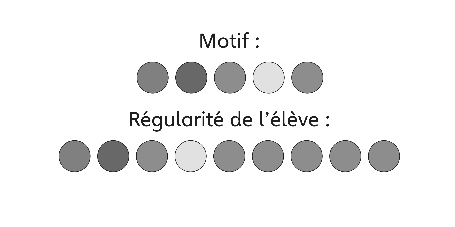 Motif :
Régularité de l'élève :